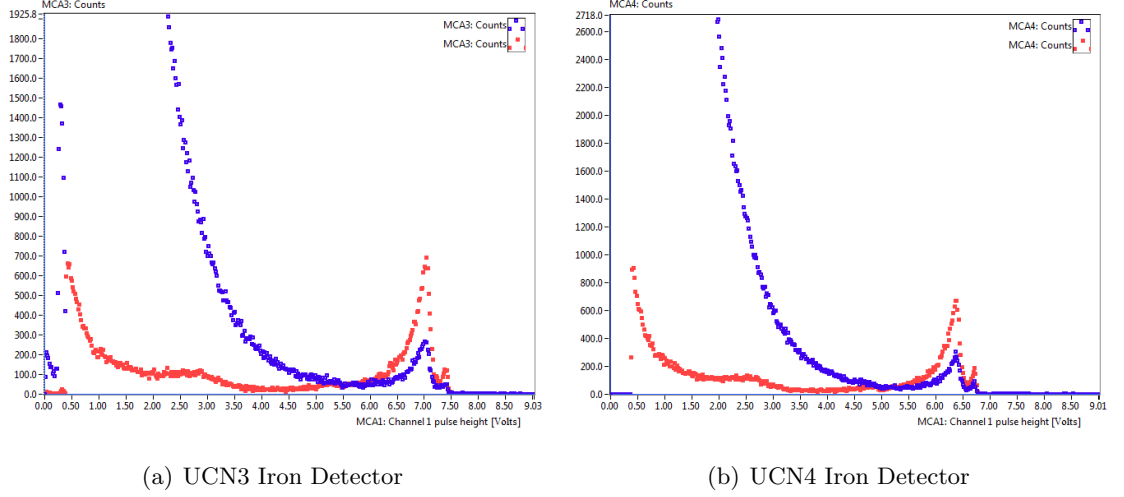 MCA3: Counts
1925.8
1800.0
1700.0
1600.0
1500.0
1400.0
1300.0
1200.0
1100.0
1000.0
900.0
800.0
700.0
600.0
500.0
400.0
300.0
200.0
100.0
0.0
0.00 0.50 1.00 1.50 2.00 2.50 3.00 3.50 4.00 4.50 5.00 5.50 6.00 6.50 7.00 7.50 8.00 8.50 9.03
MCA3: Counts
MCA3: Counts
MCA1: Channel 1 pulse height [Volts]
(a) UCN3 Iron Detector
MCA4: Counts
2718.0
2600.0
2400.0
2200.0
2000.0
1800.0
1600.0
1400.0
1200.0
1000.0
800.0
600.0
400.0
200.0
0.0
0.00 0.50 1.00 1.50 2.00 2.50 3.00 3.50 4.00 4.50 5.00 5.50 6.00 6.50 7.00 7.50 8.00 8.50 9.01
MCA4: Counts
MCA4: Counts
MCA1: Channel 1 pulse height [Volts]
(b) UCN4 Iron Detector